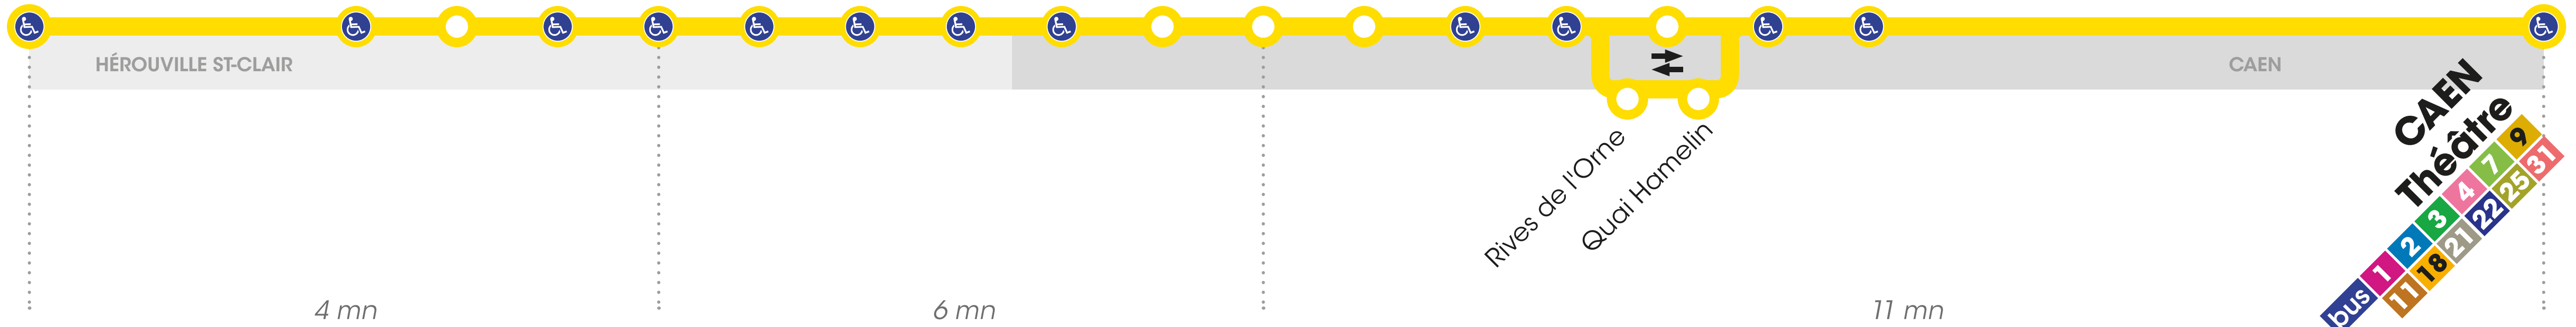 HÉROUVILLE ST-CLAIR
CAEN
CAEN
Théâtre
bus 1 2 3 4 7 9
11 18 21 22 25 31
Rives de l'Orne
Quai Hamelin
4 mn
6 mn
11 mn